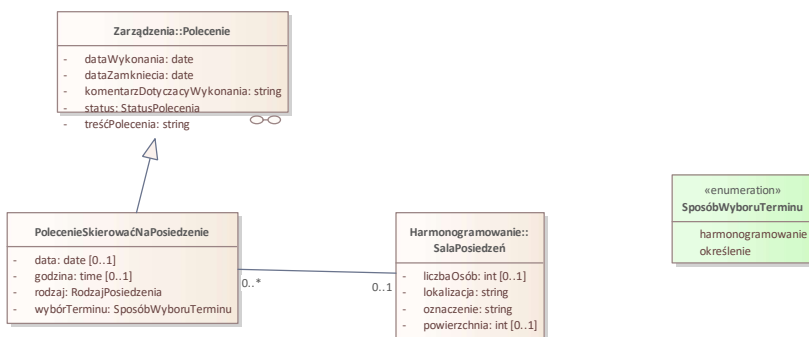 Zarządzenia::Polecenie
- dataWykonania: date
- dataZamkniecia: date
- komentarzDotyczacyWykonania: string
- status: StatusPolecenia
- treśćPolecenia: string
PolecenieSkierowaćNaPosiedzenie
- data: date [0..1]
- godzina: time [0..1]
- rodzaj: RodzajPosiedzenia
- wybórTerminu: SposóbWyboruTerminu
0..*
0..1
Harmonogramowanie::
SalaPosiedzeń
- liczbaOsób: int [0..1]
- lokalizacja: string
- oznaczenie: string
- powierzchnia: int [0..1]
«enumeration»
SposóbWyboruTerminu
harmonogramowanie
określenie